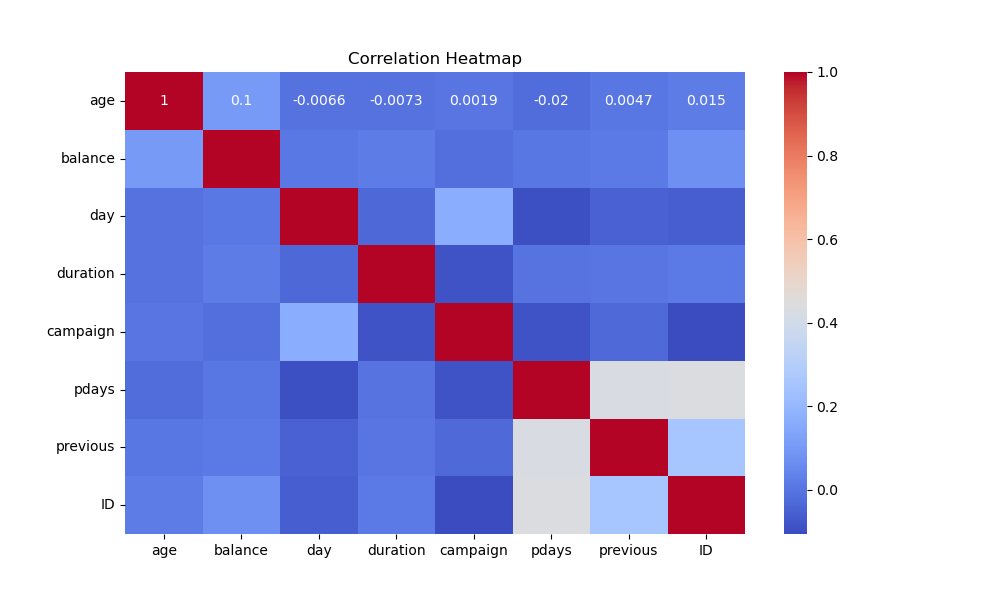 Correlation Heatmap
age 1 0.1 -0.0066 -0.0073 0.0019 -0.02 0.0047 0.015
balance
day
duration
campaign
pdays
previous
ID
age balance day duration campaign pdays previous ID
1.0
0.8
0.6
0.4
0.2
0.0